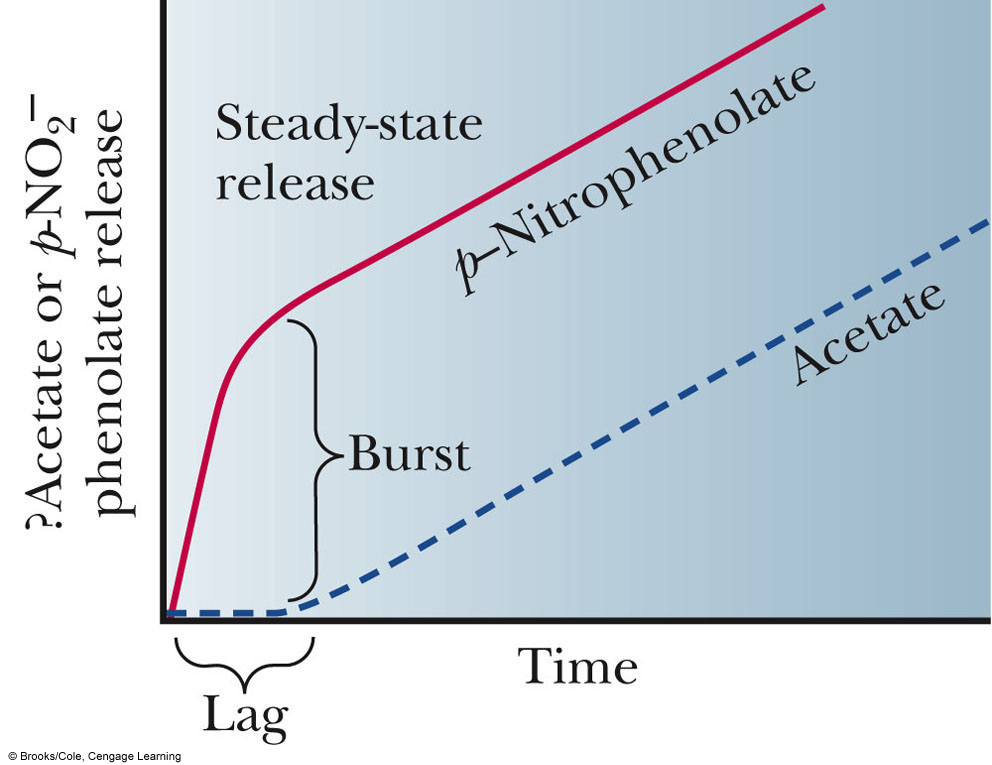 ?Acetate or p-NO₂⁻
phenolate release
Steady-state
release
p–Nitrophenolate
Acetate
Burst
Lag
Time
© Brooks/Cole, Cengage Learning